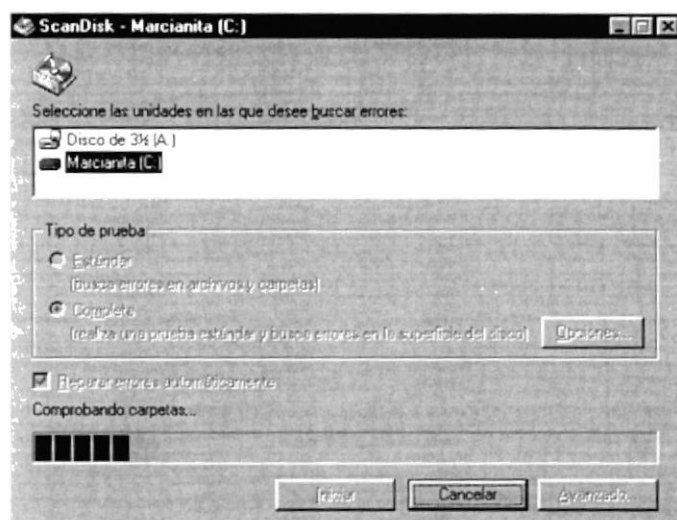 ScanDisk - Marcianita (C:)
Seleccione las unidades en las que desee buscar errores:
Disco de 3½ (A:)
Marcianita (C:)
Tipo de prueba
Estándar
(busca errores en archivos y carpetas)
Completa
(realiza una prueba estándar y busca errores en la superficie del disco)
Opciones...
Reparar errores automáticamente
Comprobando carpetas...
Iniciar
Cancelar
Avanzado...